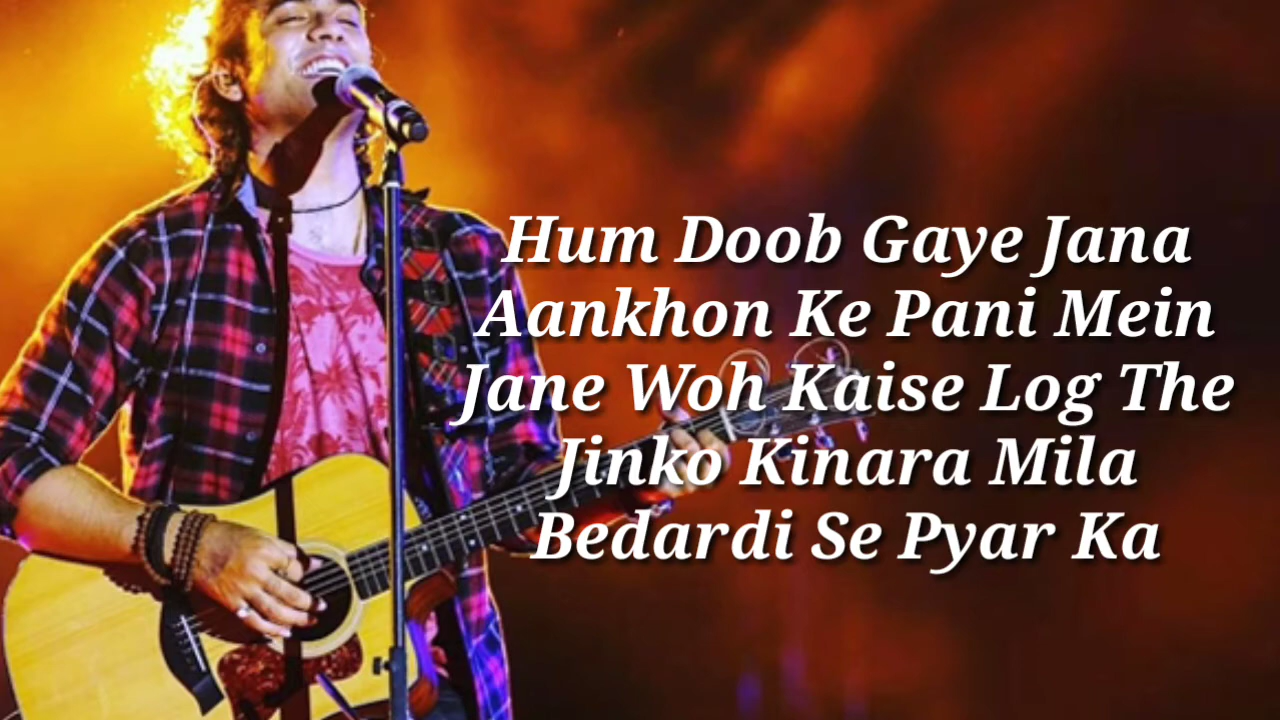 Hum Doob Gaye Jana
Aankhon Ke Pani Mein
Jane Woh Kaise Log The
Jinko Kinara Mila
Bedardi Se Pyar Ka